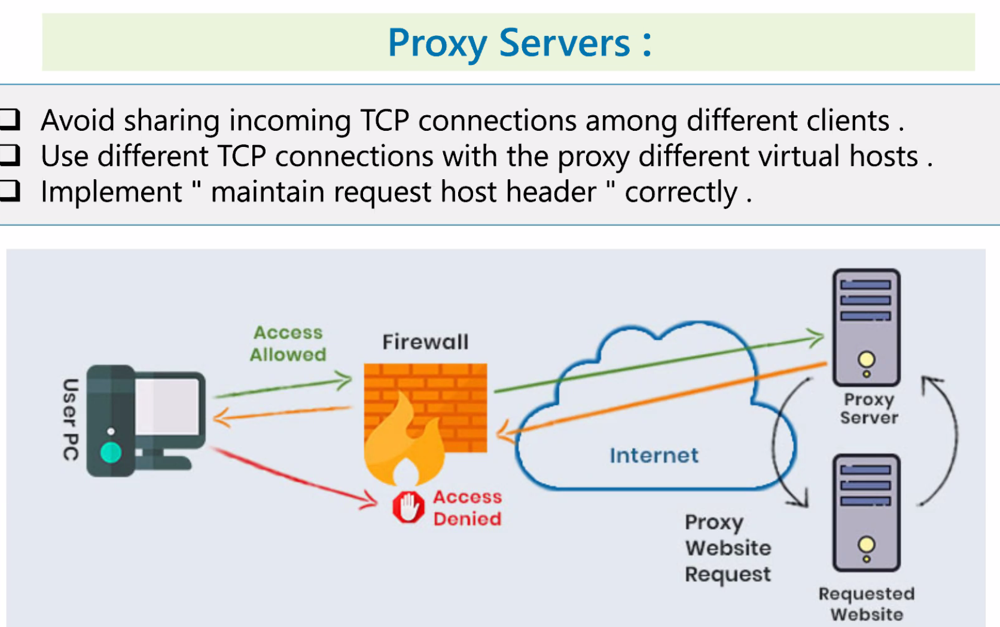 Proxy Servers :
❑ Avoid sharing incoming TCP connections among different clients .
❑ Use different TCP connections with the proxy different virtual hosts .
❑ Implement " maintain request host header " correctly .
Access
Allowed
Firewall
User PC
Internet
Proxy
Server
Access
Denied
Proxy
Website
Request
Requested
Website